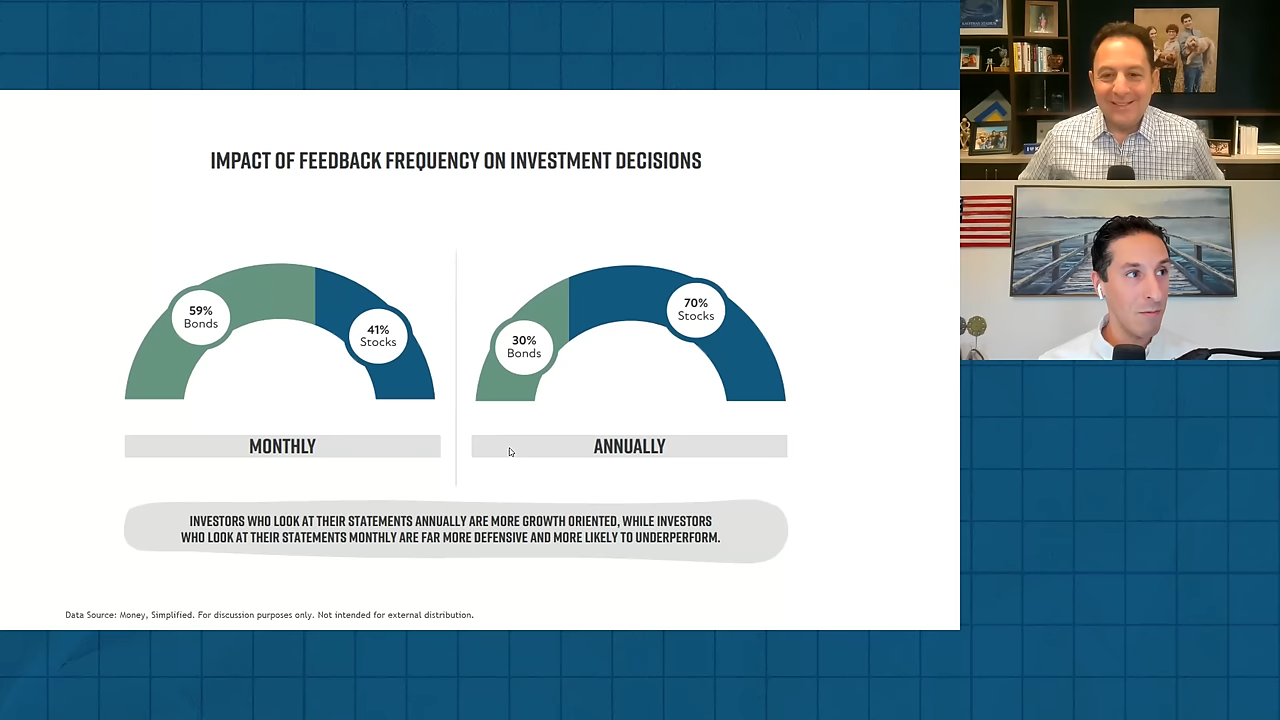 IMPACT OF FEEDBACK FREQUENCY ON INVESTMENT DECISIONS
59%
Bonds
41%
Stocks
30%
Bonds
70%
Stocks
MONTHLY
ANNUALLY
INVESTORS WHO LOOK AT THEIR STATEMENTS ANNUALLY ARE MORE GROWTH ORIENTED, WHILE INVESTORS
WHO LOOK AT THEIR STATEMENTS MONTHLY ARE FAR MORE DEFENSIVE AND MORE LIKELY TO UNDERPERFORM.
Data Source: Money, Simplified. For discussion purposes only. Not intended for external distribution.